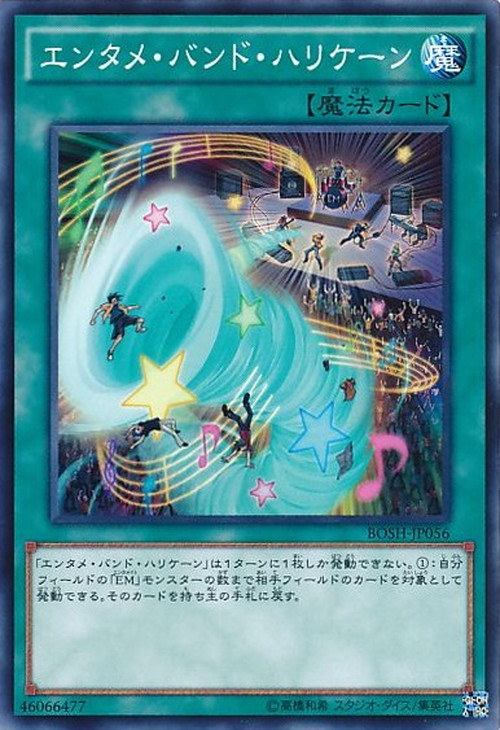 エンタメ・バンド・ハリケーン
魔
【魔法カード】
EM
BOSH-JP056
「エンタメ・バンド・ハリケーン」は1ターンに1枚しか発動できない。①:自分
フィールドの「EM」モンスターの数まで相手フィールドのカードを対象として
発動できる。そのカードを持ち主の手札に戻す。
46066477
©高橋和希 スタジオ・ダイス/集英社